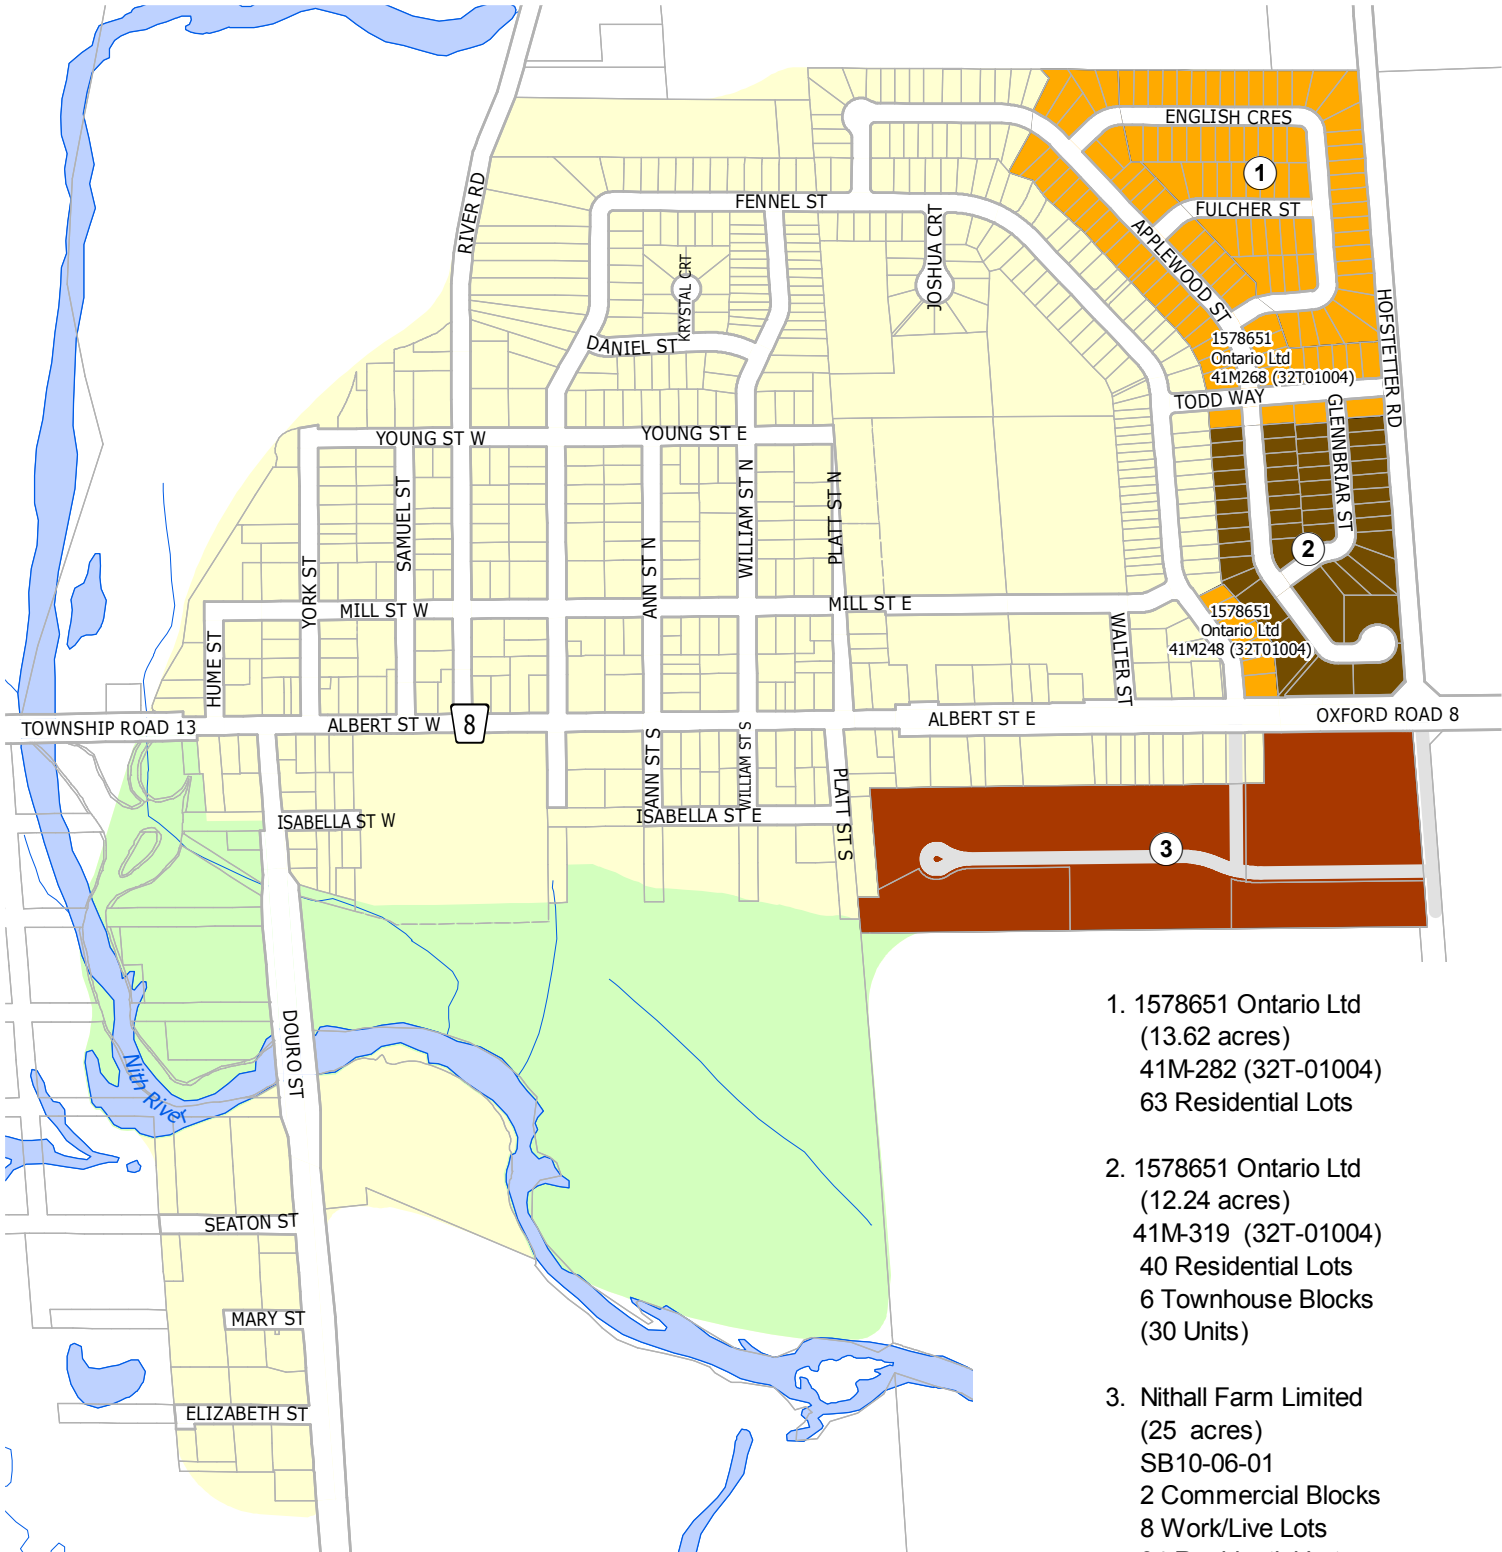 ENGLISH CRES
1
FULCHER ST
FENNEL ST
RIVER RD
JOSHUA CRT
APPLEWOOD ST
KRYSTAL CRT
DANIEL ST
HOFSTETTER RD
1578651
Ontario Ltd
41M268 (32T01004)
TODD WAY
GLENNBRIAR ST
YOUNG ST W
YOUNG ST E
SAMUEL ST
WILLIAM ST N
PLATT ST N
ANN ST N
YORK ST
2
MILL ST W
MILL ST E
1578651
Ontario Ltd
41M248 (32T01004)
WALTER ST
HUME ST
TOWNSHIP ROAD 13
ALBERT ST W
8
ALBERT ST E
OXFORD ROAD 8
ANN ST S
WILLIAM ST S
PLATT ST S
ISABELLA ST W
ISABELLA ST E
3
DOURO ST
Nith River
SEATON ST
MARY ST
ELIZABETH ST
1. 1578651 Ontario Ltd
(13.62 acres)
41M-282 (32T-01004)
63 Residential Lots
2. 1578651 Ontario Ltd
(12.24 acres)
41M-319 (32T-01004)
40 Residential Lots
6 Townhouse Blocks
(30 Units)
3. Nithall Farm Limited
(25 acres)
SB10-06-01
2 Commercial Blocks
8 Work/Live Lots